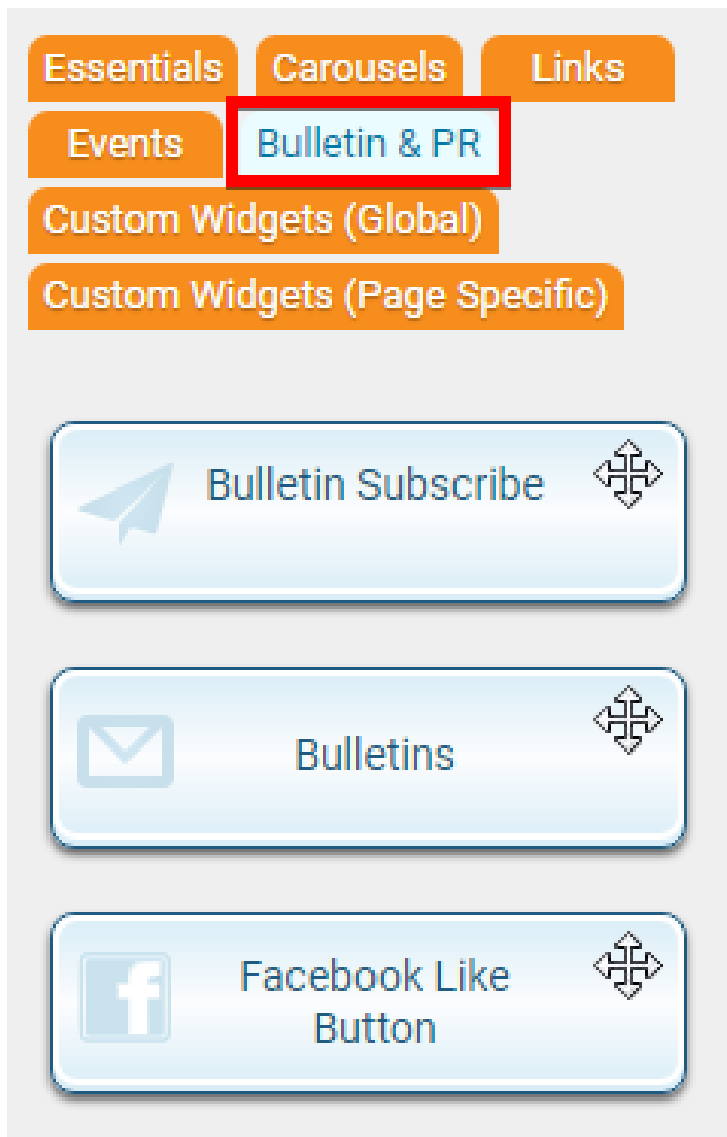 Essentials Carousels Links
Events Bulletin & PR
Custom Widgets (Global)
Custom Widgets (Page Specific)
Bulletin Subscribe
Bulletins
Facebook Like
Button